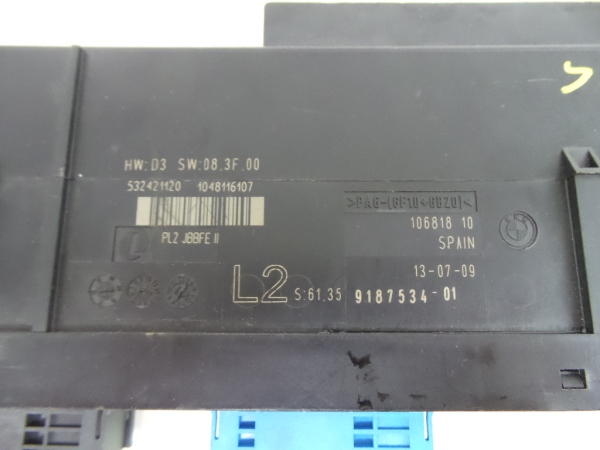 HW:D3 SW:08.3F.00
532421120 1048116107
PL2 JBBFE II
>PA6-(GF10+GB20)<
106818 10
SPAIN
13-07-09
L2 S:61.35 9187534-01